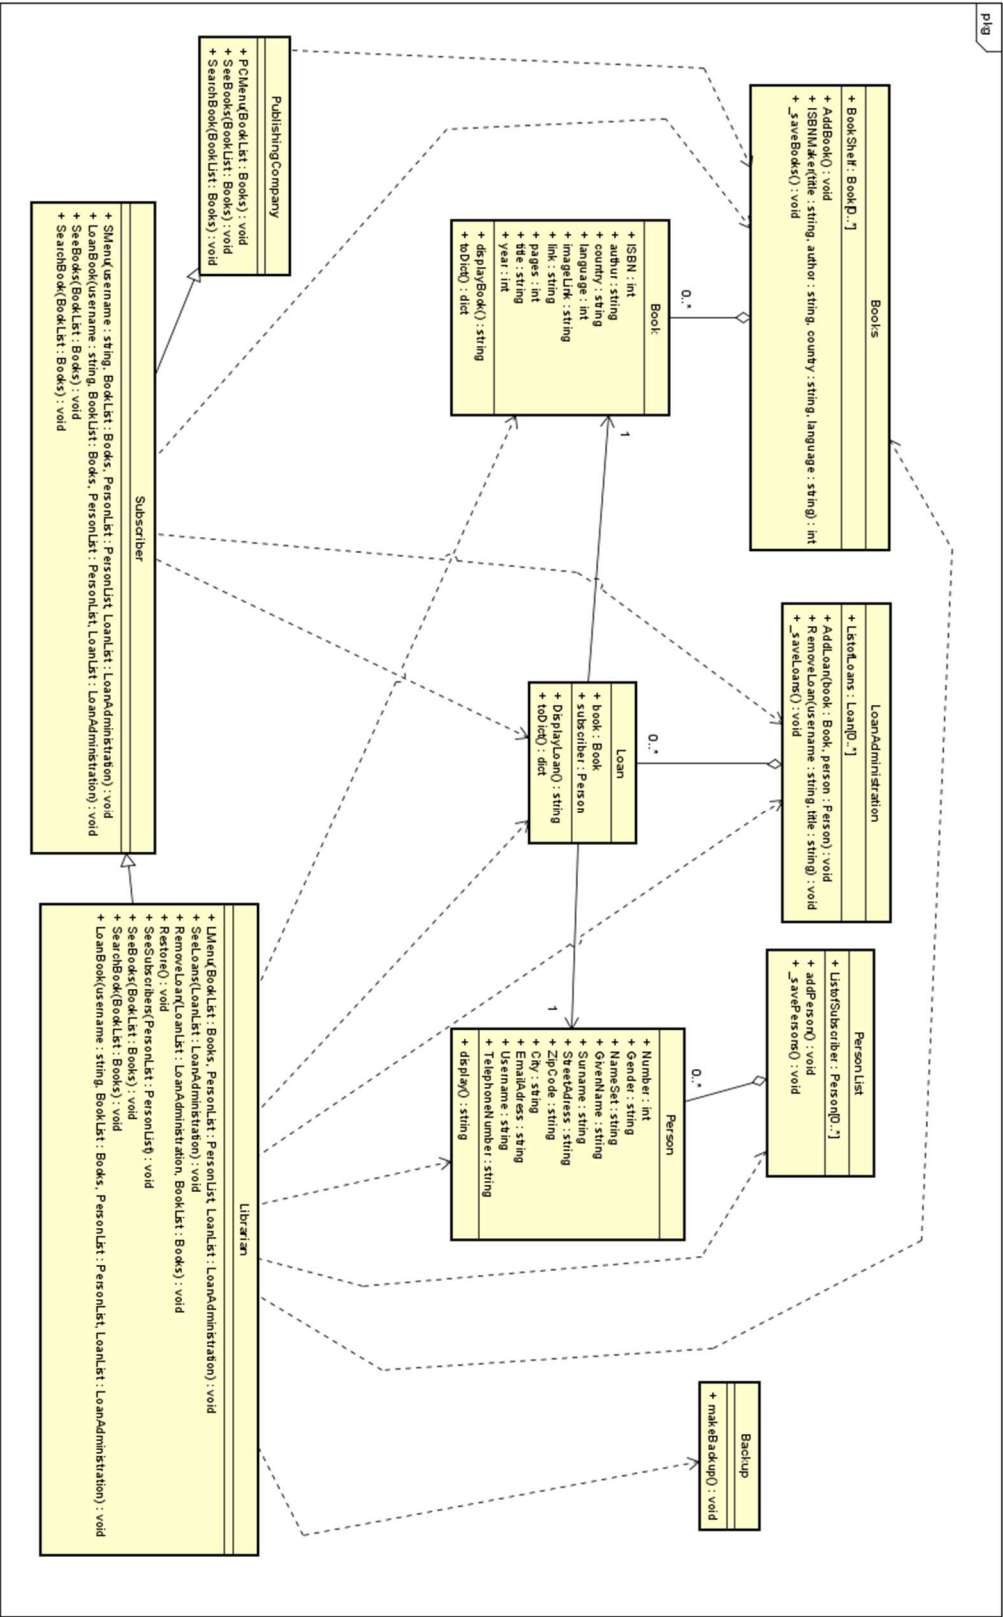 pkg
Books
+ BookShelf : Book[0..*]
+ AddBook() : void
+ ISBNMaker(title : string, author : string, country : string, language : string) : int
+ _saveBooks() : void
LoanAdministration
+ ListofLoans : Loan[0..*]
+ AddLoan(book : Book, person : Person) : void
+ RemoveLoan(username : string, title : string) : void
+ _saveLoans() : void
PersonList
+ ListofSubscriber : Person[0..*]
+ addPerson() : void
+ _savePersons() : void
Backup
+ makeBackup() : void
0..*
0..*
0..*
Book
+ ISBN : int
+ authur : string
+ country : string
+ language : int
+ imageLink : string
+ link : string
+ pages : int
+ title : string
+ year : int
+ displayBook() : string
+ toDict() : dict
1
Loan
+ book : Book
+ subscriber : Person
+ DisplayLoan() : string
+ toDict() : dict
1
Person
+ Number : int
+ Gender : string
+ NameSet : string
+ GivenName : string
+ Surname : string
+ StreetAdress : string
+ ZipCode : string
+ City : string
+ EmailAdress : string
+ Username : string
+ TelephoneNumber : string
+ display() : string
PublishingCompany
+ PCMenu(BookList : Books) : void
+ SeeBooks(BookList : Books) : void
+ SearchBook(BookList : Books) : void
Subscriber
+ SMenu(username : string, BookList : Books, PersonList : PersonList, LoanList : LoanAdministration) : void
+ LoanBook(username : string, BookList : Books, PersonList : PersonList, LoanList : LoanAdministration) : void
+ SeeBooks(BookList : Books) : void
+ SearchBook(BookList : Books) : void
Librarian
+ LMenu(BookList : Books, PersonList : PersonList, LoanList : LoanAdministration) : void
+ SeeLoans(LoanList : LoanAdministration) : void
+ RemoveLoan(LoanList : LoanAdministration, BookList : Books) : void
+ Restore() : void
+ SeeSubscribers(PersonList : PersonList) : void
+ SeeBooks(BookList : Books) : void
+ SearchBook(BookList : Books) : void
+ LoanBook(username : string, BookList : Books, PersonList : PersonList, LoanList : LoanAdministration) : void